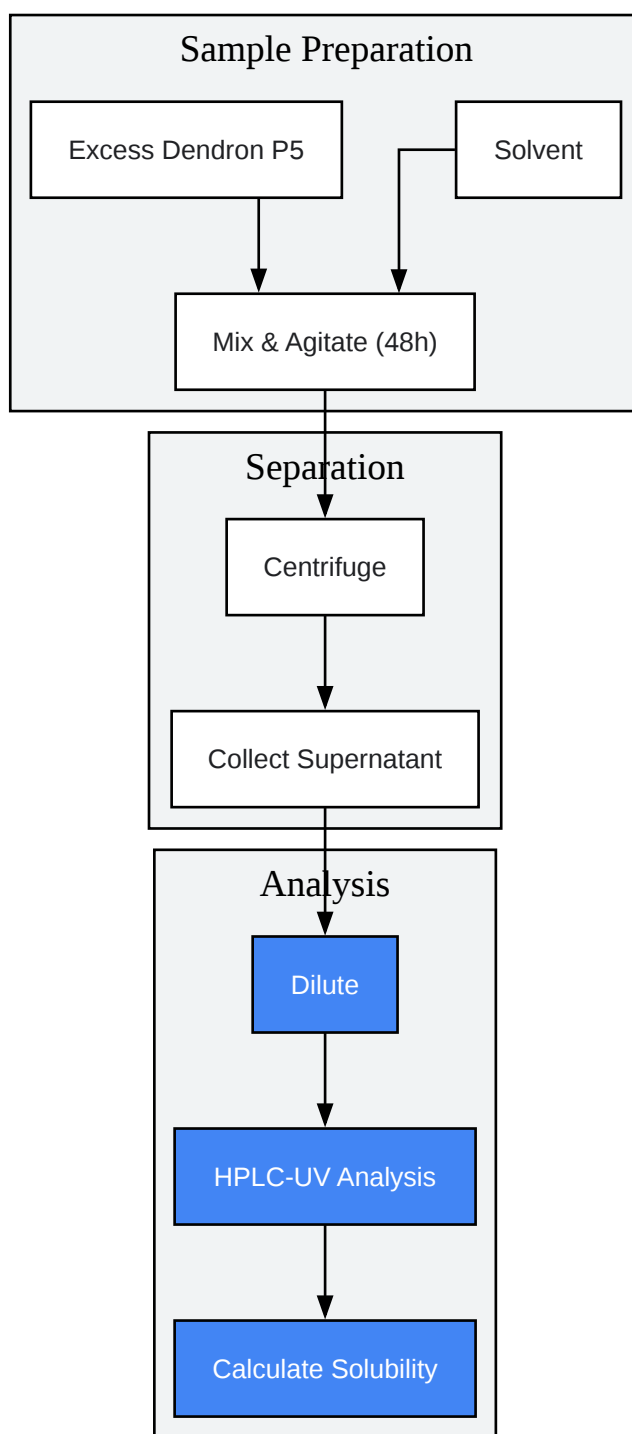 Sample Preparation
Excess Dendron P5
Solvent
Mix & Agitate (48h)
Separation
Centrifuge
Collect Supernatant
Analysis
Dilute
HPLC-UV Analysis
Calculate Solubility